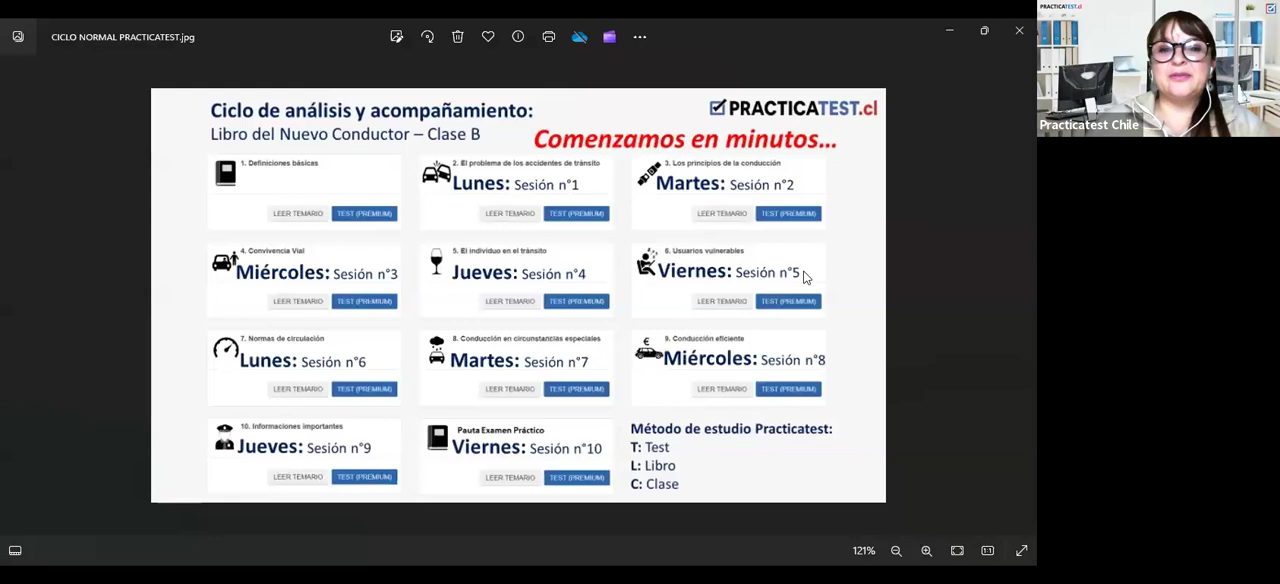 CICLO NORMAL PRACTICATEST.jpg
PRACTICATEST.cl
Practicatest Chile
Ciclo de análisis y acompañamiento:
PRACTICATEST.cl
Libro del Nuevo Conductor – Clase B
Comenzamos en minutos...
1. Definiciones básicas
LEER TEMARIO
TEST (PREMIUM)
2. El problema de los accidentes de tránsito
Lunes: Sesión n°1
LEER TEMARIO
TEST (PREMIUM)
3. Los principios de la conducción
Martes: Sesión n°2
LEER TEMARIO
TEST (PREMIUM)
4. Convivencia Vial
Miércoles: Sesión n°3
LEER TEMARIO
TEST (PREMIUM)
5. El individuo en el tránsito
Jueves: Sesión n°4
LEER TEMARIO
TEST (PREMIUM)
6. Usuarios vulnerables
Viernes: Sesión n°5
LEER TEMARIO
TEST (PREMIUM)
7. Normas de circulación
Lunes: Sesión n°6
LEER TEMARIO
TEST (PREMIUM)
8. Conducción en circunstancias especiales
Martes: Sesión n°7
LEER TEMARIO
TEST (PREMIUM)
9. Conducción eficiente
€
Miércoles: Sesión n°8
LEER TEMARIO
TEST (PREMIUM)
10. Informaciones importantes
Jueves: Sesión n°9
LEER TEMARIO
TEST (PREMIUM)
Pauta Examen Práctico
Viernes: Sesión n°10
LEER TEMARIO
TEST (PREMIUM)
Método de estudio Practicatest:
T: Test
L: Libro
C: Clase
121%
1:1